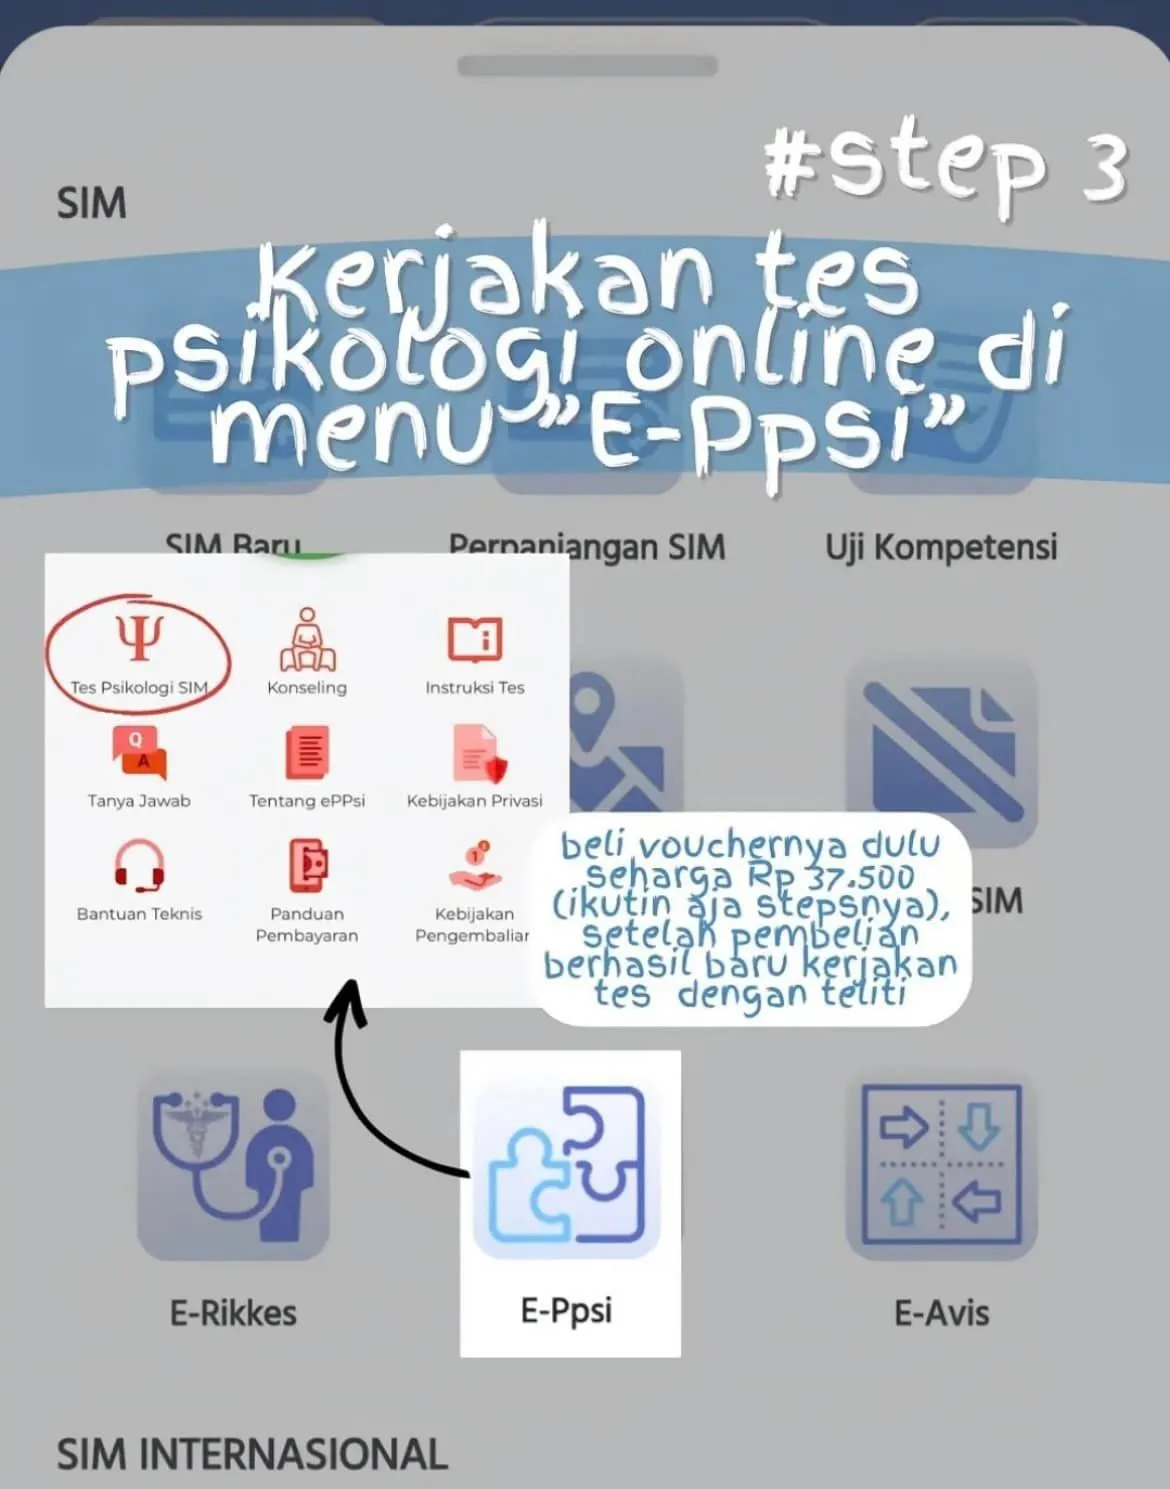 #step 3
SIM
Kerjakan tes
psikologi online di
menu "E-Ppsi"
SIM Baru
Perpanjangan SIM
Uji Kompetensi
Tes Psikologi SIM
Konseling
Instruksi Tes
Q
A
Tanya Jawab
Tentang ePPsi
Kebijakan Privasi
Bantuan Teknis
Panduan
Pembayaran
Kebijakan
Pengembalian
beli vouchernya dulu
seharga Rp 37.500
(ikutin aja stepsnya),
setelah pembelian
berhasil baru kerjakan
tes dengan teliti
SIM
E-Rikkes
E-Ppsi
E-Avis
SIM INTERNASIONAL